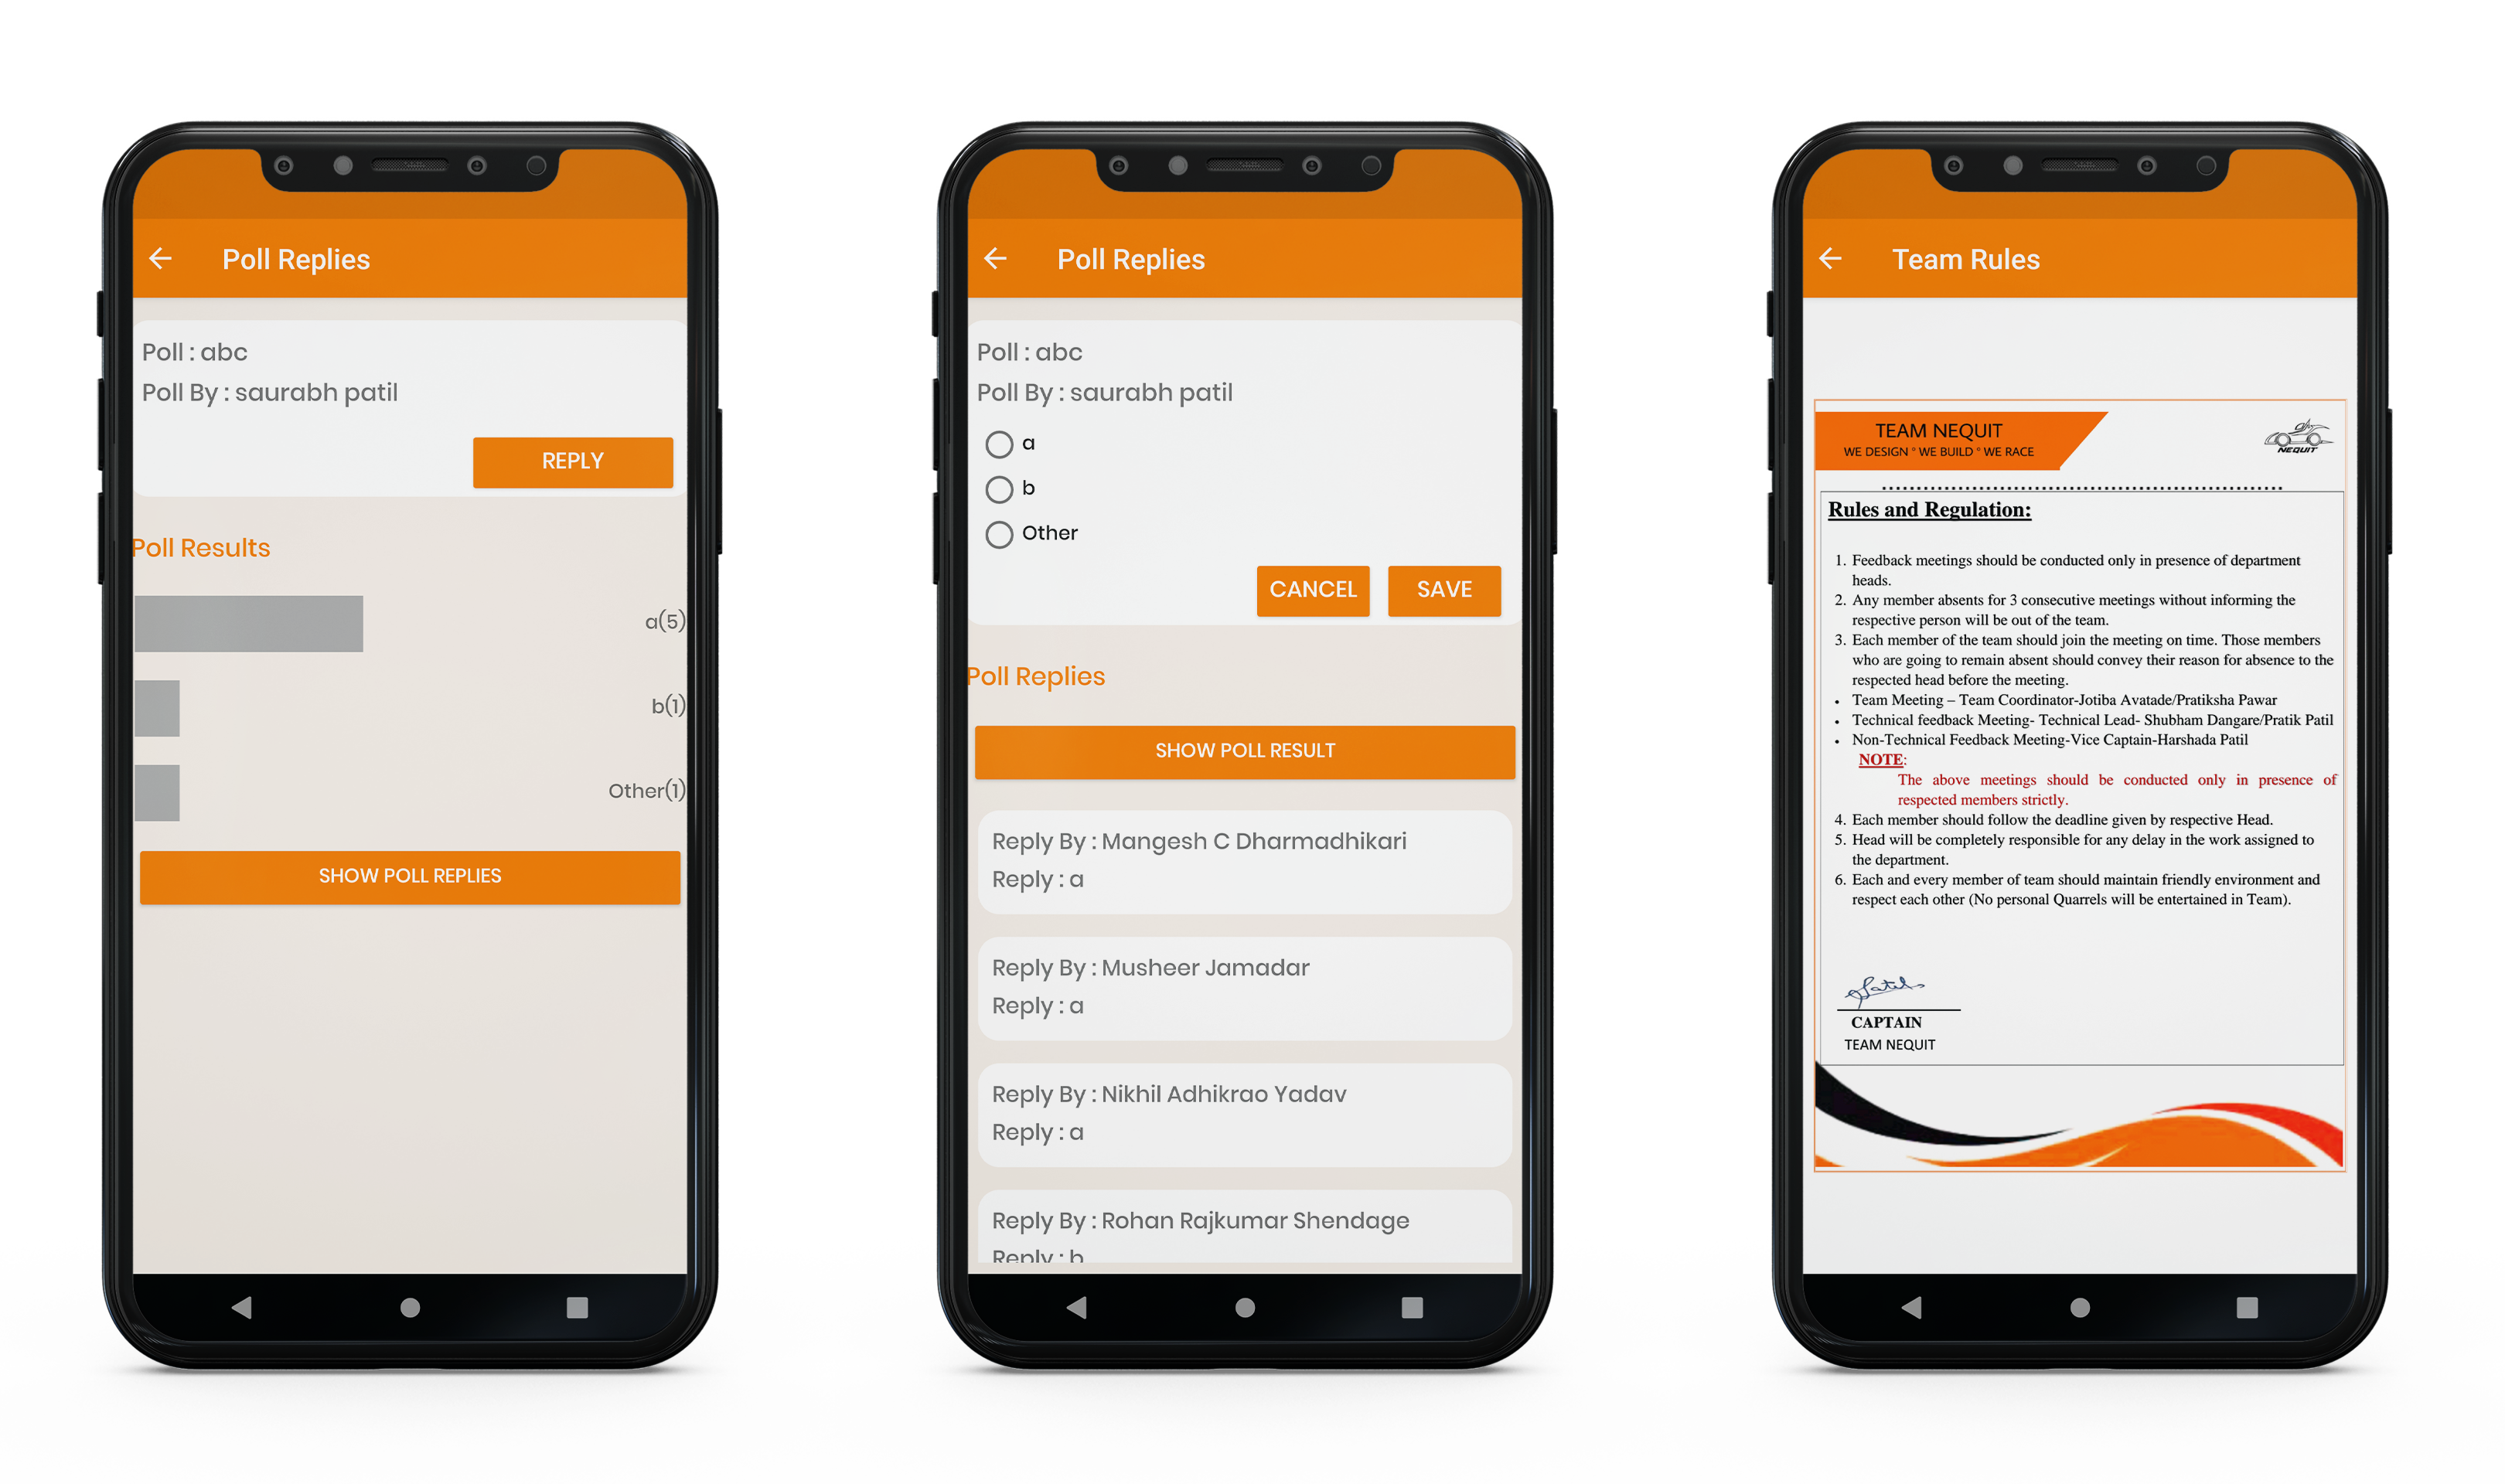 Poll Replies
Poll : abc
Poll By : saurabh patil
REPLY
Poll Results
a(5)
b(1)
Other(1)
SHOW POLL REPLIES
Poll Replies
Poll : abc
Poll By : saurabh patil
a
b
Other
CANCEL SAVE
Poll Replies
SHOW POLL RESULT
Reply By : Mangesh C Dharmadhikari
Reply : a
Reply By : Musheer Jamadar
Reply : a
Reply By : Nikhil Adhikrao Yadav
Reply : a
Reply By : Rohan Rajkumar Shendage
Reply : b
Team Rules
TEAM NEQUIT
WE DESIGN ° WE BUILD ° WE RACE
NEQUIT
Rules and Regulation:
1. Feedback meetings should be conducted only in presence of department
heads.
2. Any member absents for 3 consecutive meetings without informing the
respective person will be out of the team.
3. Each member of the team should join the meeting on time. Those members
who are going to remain absent should convey their reason for absence to the
respected head before the meeting.
• Team Meeting – Team Coordinator-Jotiba Avatade/Pratiksha Pawar
• Technical feedback Meeting- Technical Lead- Shubham Dangare/Pratik Patil
• Non-Technical Feedback Meeting-Vice Captain-Harshada Patil
NOTE:
The above meetings should be conducted only in presence of
respected members strictly.
4. Each member should follow the deadline given by respective Head.
5. Head will be completely responsible for any delay in the work assigned to
the department.
6. Each and every member of team should maintain friendly environment and
respect each other (No personal Quarrels will be entertained in Team).
CAPTAIN
TEAM NEQUIT